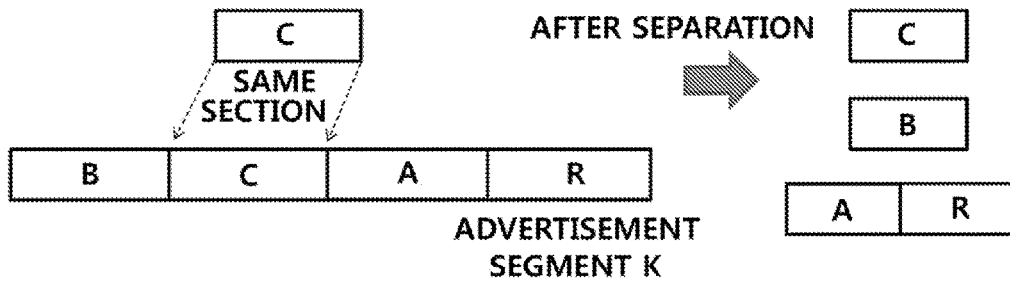 C
SAME
SECTION
B C A R
ADVERTISEMENT
SEGMENT K
AFTER SEPARATION
C
B
A R